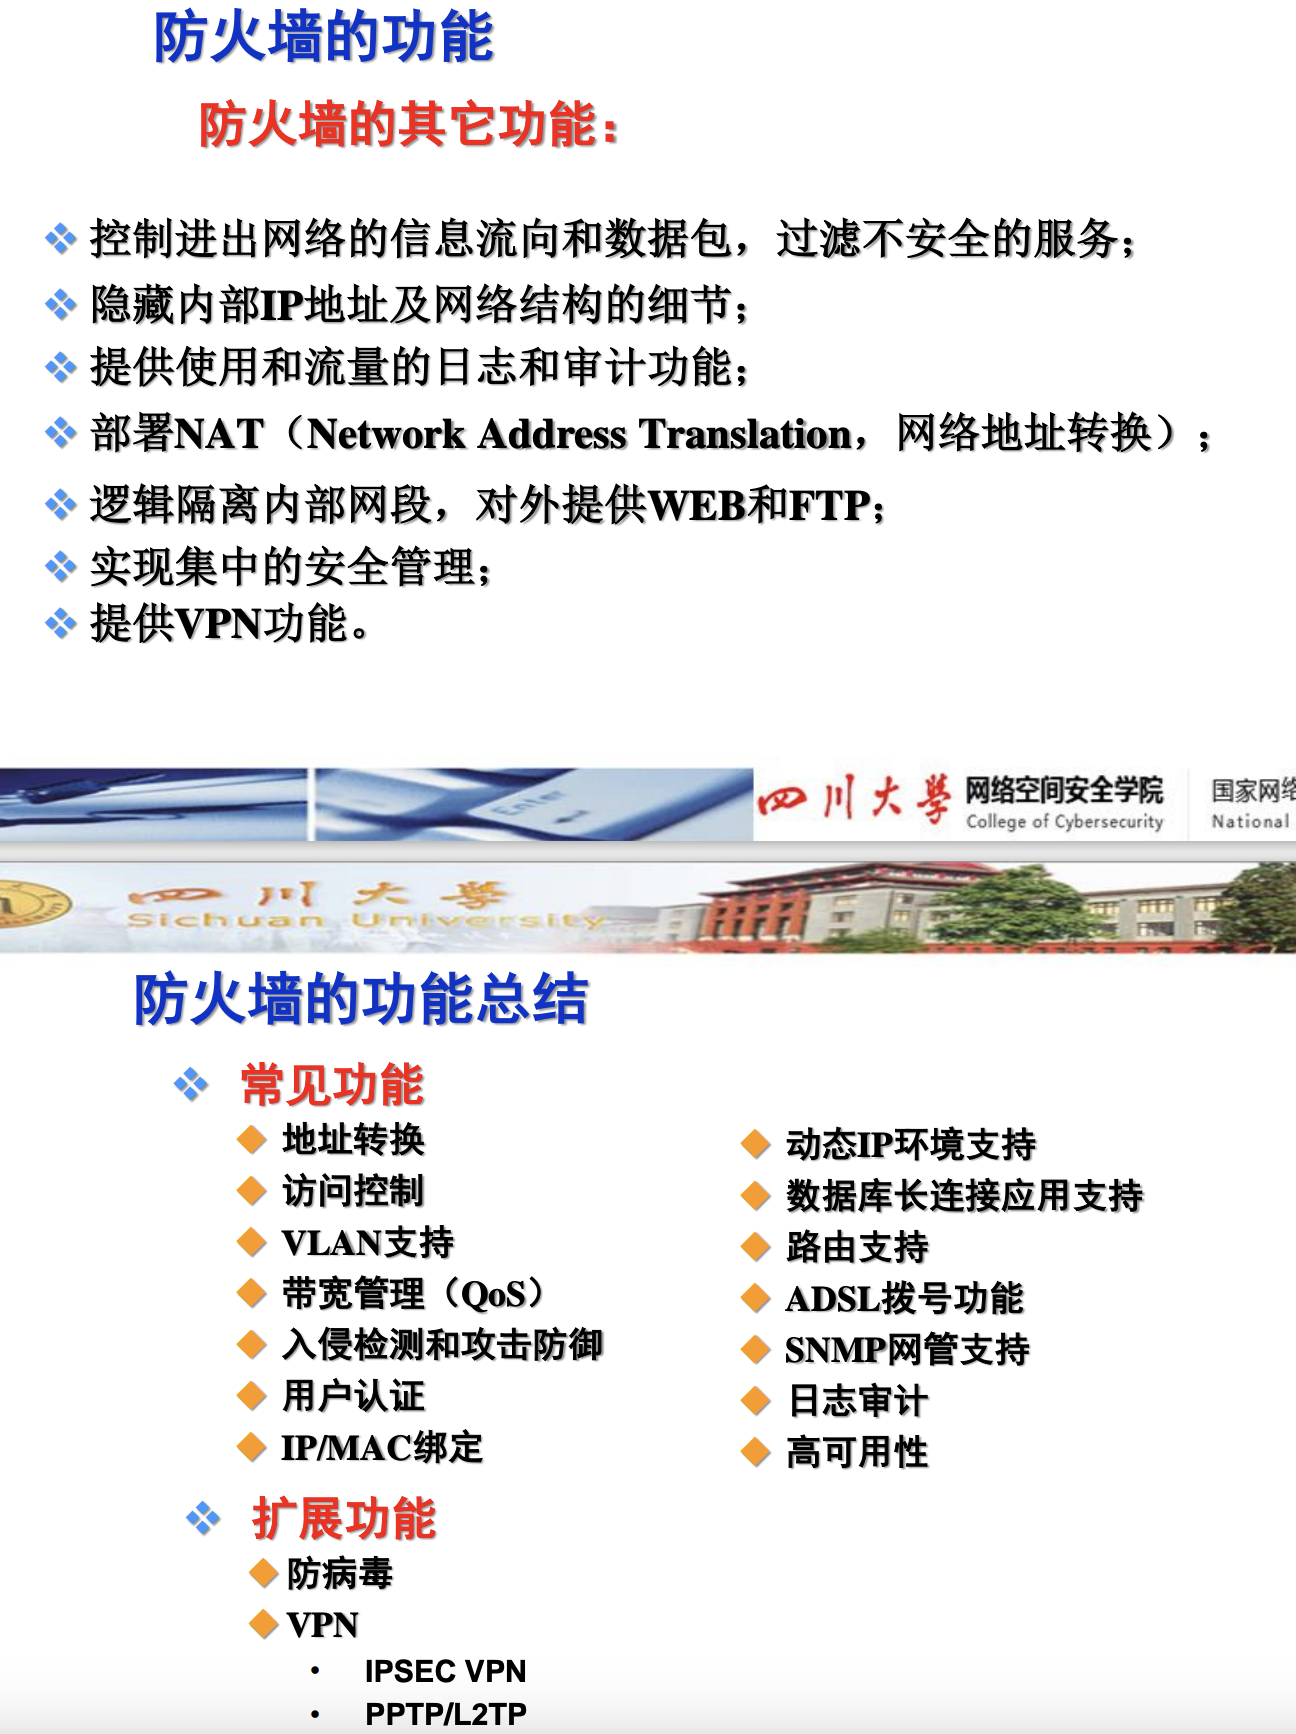 防火墙的功能
防火墙的其它功能：
控制进出网络的信息流向和数据包，过滤不安全的服务；
隐藏内部IP地址及网络结构的细节；
提供使用和流量的日志和审计功能；
部署NAT（Network Address Translation，网络地址转换）；
逻辑隔离内部网段，对外提供WEB和FTP；
实现集中的安全管理；
提供VPN功能。
Enter
四川大學
网络空间安全学院
College of Cybersecurity
国家网络
National
四川大學
Sichuan University
防火墙的功能总结
常见功能
地址转换
访问控制
VLAN支持
带宽管理（QoS）
入侵检测和攻击防御
用户认证
IP/MAC绑定
动态IP环境支持
数据库长连接应用支持
路由支持
ADSL拨号功能
SNMP网管支持
日志审计
高可用性
扩展功能
防病毒
VPN
IPSEC VPN
PPTP/L2TP